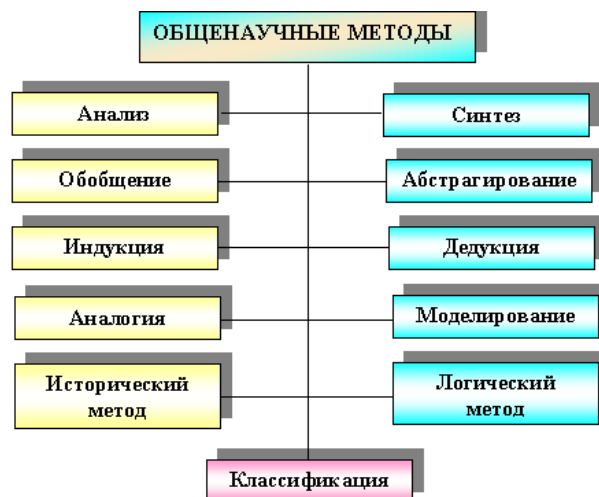 ОБЩЕНАУЧНЫЕ МЕТОДЫ
Анализ
Синтез
Обобщение
Абстрагирование
Индукция
Дедукция
Аналогия
Моделирование
Исторический
метод
Логический
метод
Классификация